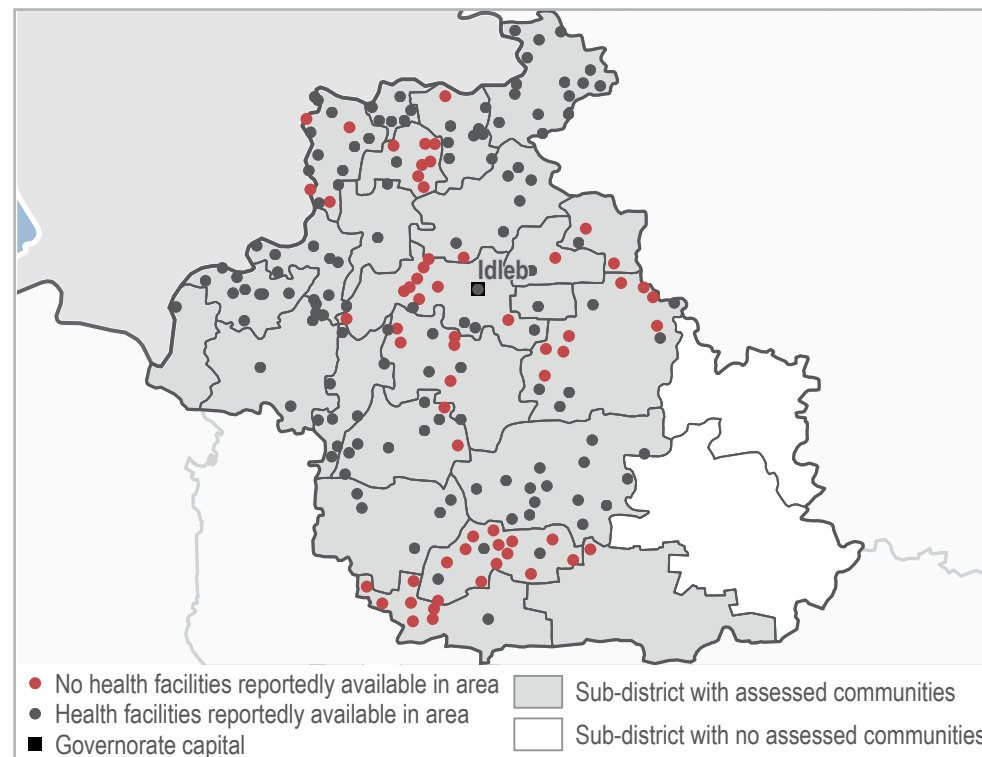 Idleb
No health facilities reportedly available in area
Health facilities reportedly available in area
Governorate capital
Sub-district with assessed communities
Sub-district with no assessed communities